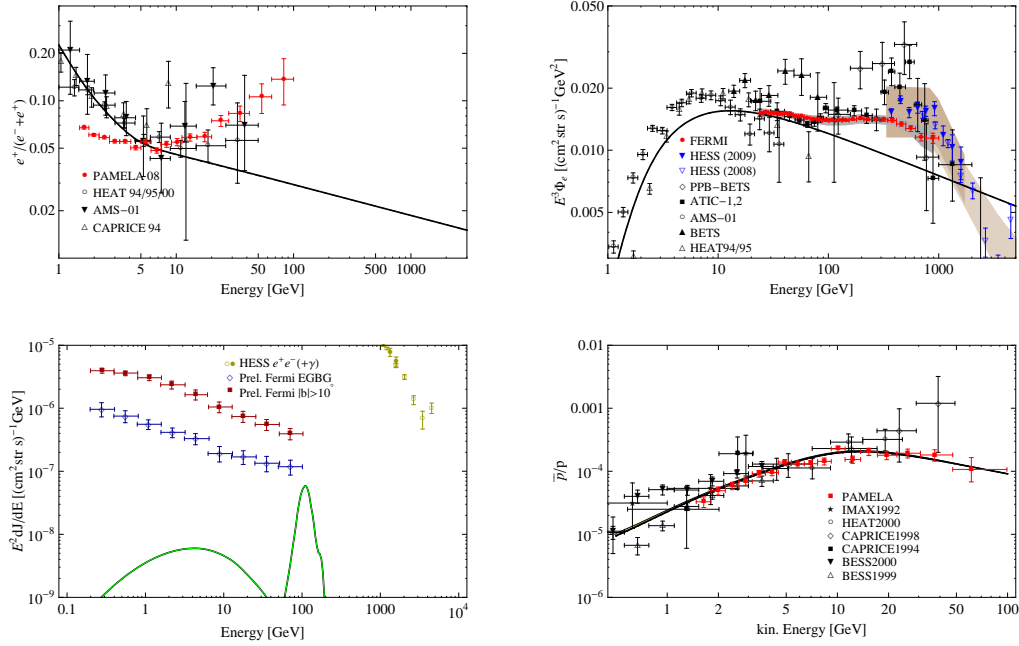 0.20
0.10
0.05
0.02
e⁺/(e⁻ + e⁺)
PAMELA 08
HEAT 94/95/00
AMS−01
CAPRICE 94
1 5 10 50 100 500 1000
Energy [GeV]
0.050
0.020
0.010
0.005
E³Φₑ [(cm² str s)⁻¹GeV²]
FERMI
HESS (2009)
HESS (2008)
PPB−BETS
ATIC−1,2
AMS−01
BETS
HEAT94/95
1 10 100 1000
Energy [GeV]
10⁻⁵
10⁻⁶
10⁻⁷
10⁻⁸
10⁻⁹
E² dJ/dE [(cm² str s)⁻¹GeV]
HESS e⁺e⁻(+γ)
Prel. Fermi EGBG
Prel. Fermi |b|>10°
0.1 1 10 100 1000 10⁴
Energy [GeV]
0.01
0.001
10⁻⁴
10⁻⁵
10⁻⁶
p̅/p
PAMELA
IMAX1992
HEAT2000
CAPRICE1998
CAPRICE1994
BESS2000
BESS1999
1 2 5 10 20 50 100
kin. Energy [GeV]